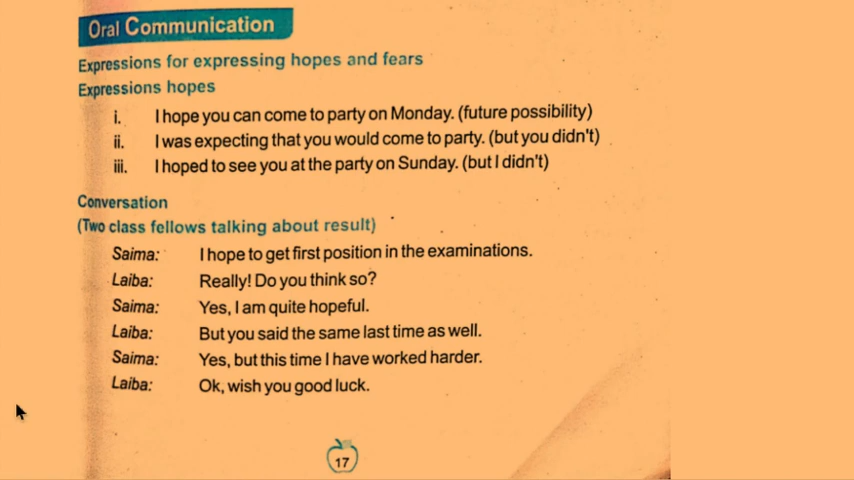 Oral Communication
Expressions for expressing hopes and fears
Expressions hopes
i. I hope you can come to party on Monday. (future possibility)
ii. I was expecting that you would come to party. (but you didn't)
iii. I hoped to see you at the party on Sunday. (but I didn't)
Conversation
(Two class fellows talking about result)
Saima: I hope to get first position in the examinations.
Laiba: Really! Do you think so?
Saima: Yes, I am quite hopeful.
Laiba: But you said the same last time as well.
Saima: Yes, but this time I have worked harder.
Laiba: Ok, wish you good luck.
17